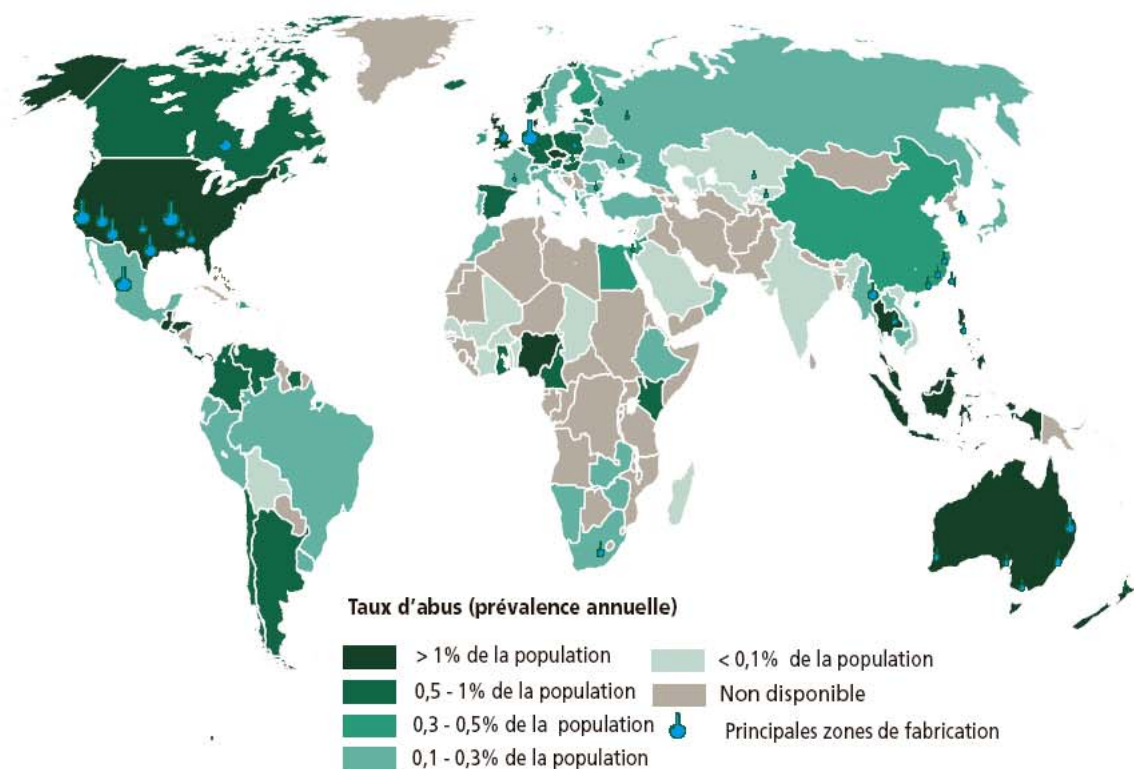 Taux d'abus (prévalence annuelle)
> 1% de la population
0,5 - 1% de la population
0,3 - 0,5% de la population
0,1 - 0,3% de la population
< 0,1% de la population
Non disponible
Principales zones de fabrication